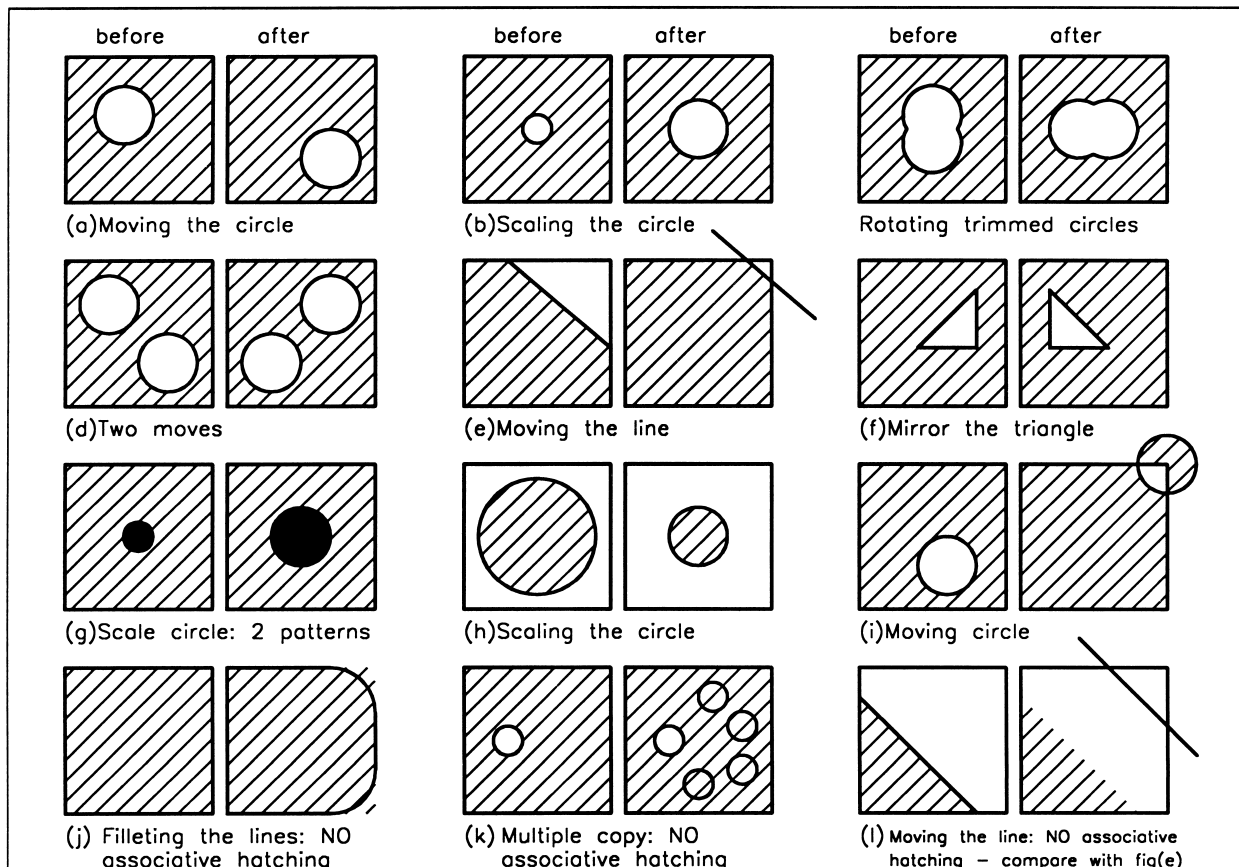 before after before after before after
(a)Moving the circle (b)Scaling the circle Rotating trimmed circles
(d)Two moves (e)Moving the line (f)Mirror the triangle
(g)Scale circle: 2 patterns (h)Scaling the circle (i)Moving circle
(j) Filleting the lines: NO
associative hatching
(k) Multiple copy: NO
associative hatching
(l) Moving the line: NO associative
hatching – compare with fig(e)